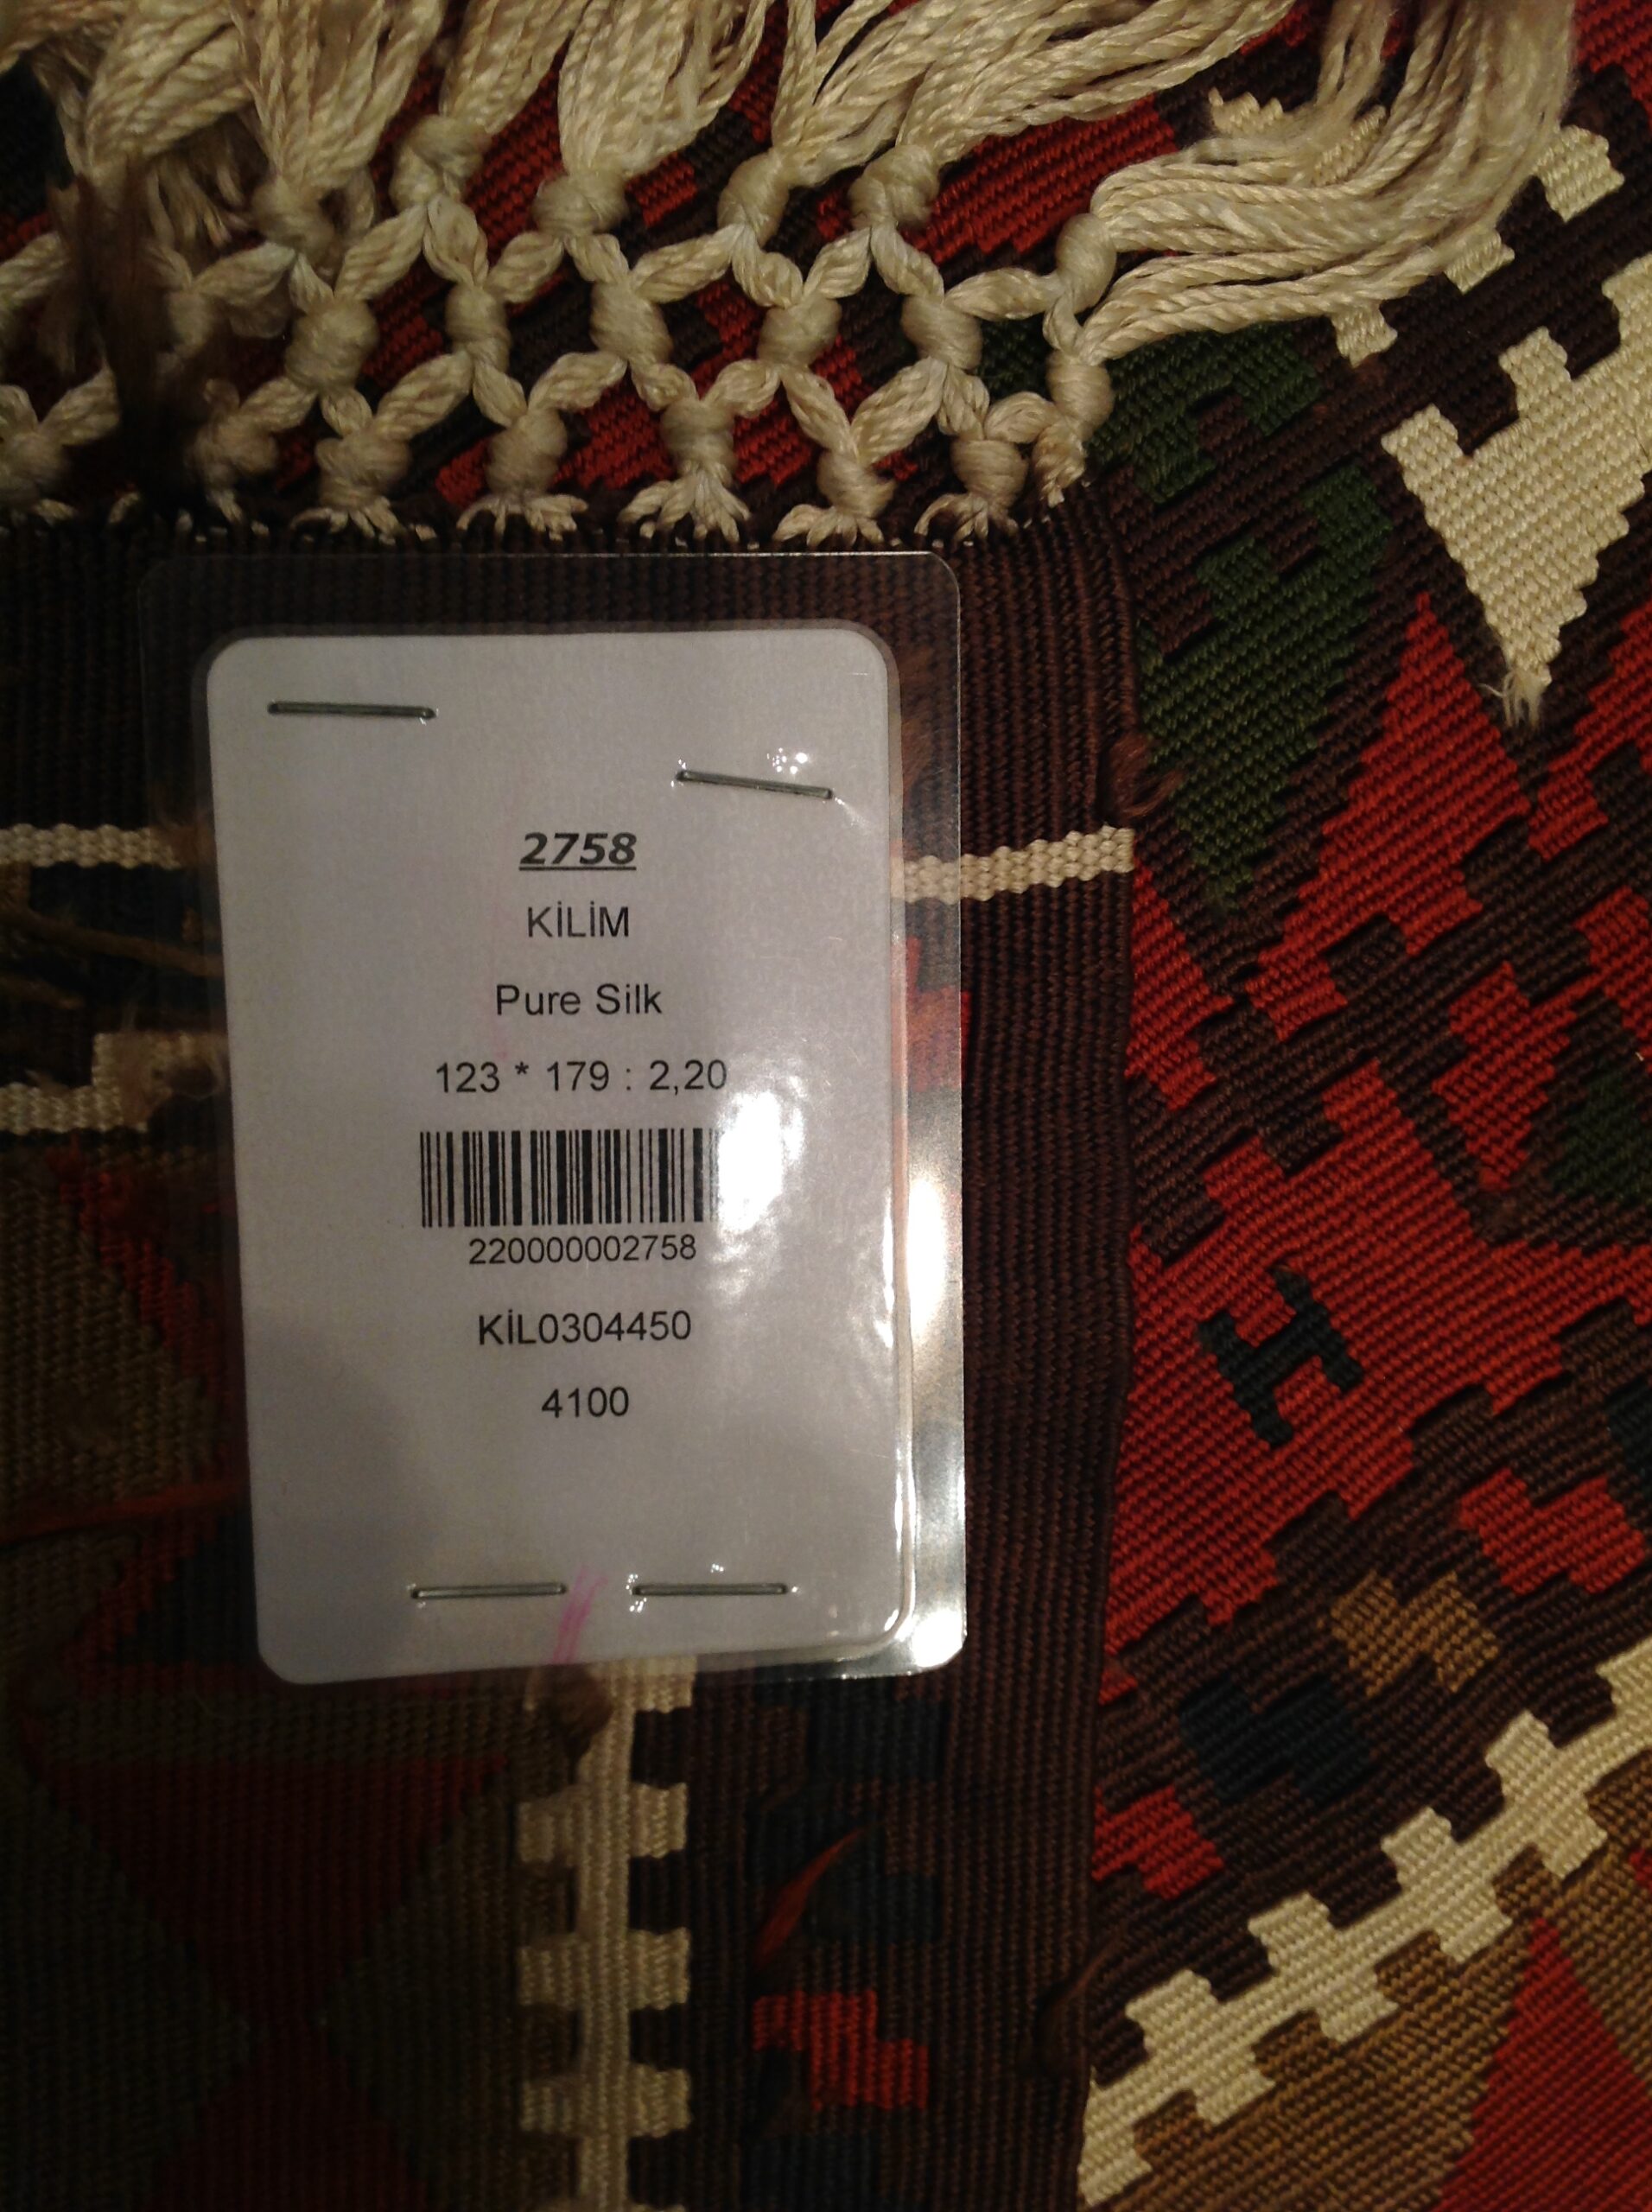 2758
KİLİM
Pure Silk
123 * 179 : 2,20
220000002758
KİL0304450
4100